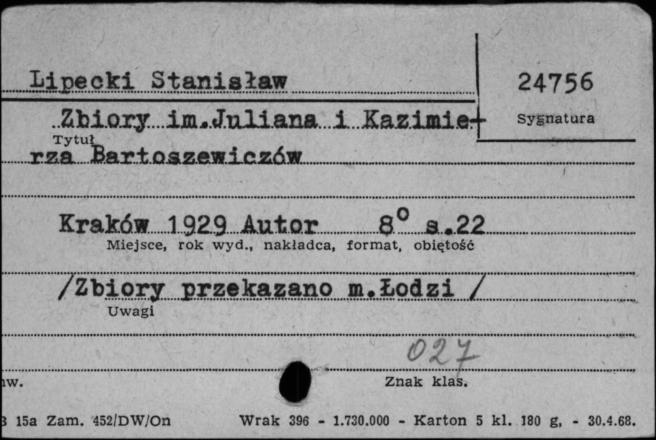 Lipecki Stanisław
24756
Sygnatura
Zbiory im.Juliana i Kazimie-
Tytuł
rza Bartoszewiczów
Kraków 1929 Autor 8° s.22
Miejsce, rok wyd., nakładca, format, obiętość
/Zbiory przekazano m.Łodzi /
Uwagi
027
Znak klas.
15a Zam. 452/DW/On Wrak 396 - 1.730.000 - Karton 5 kl. 180 g, - 30.4.68.